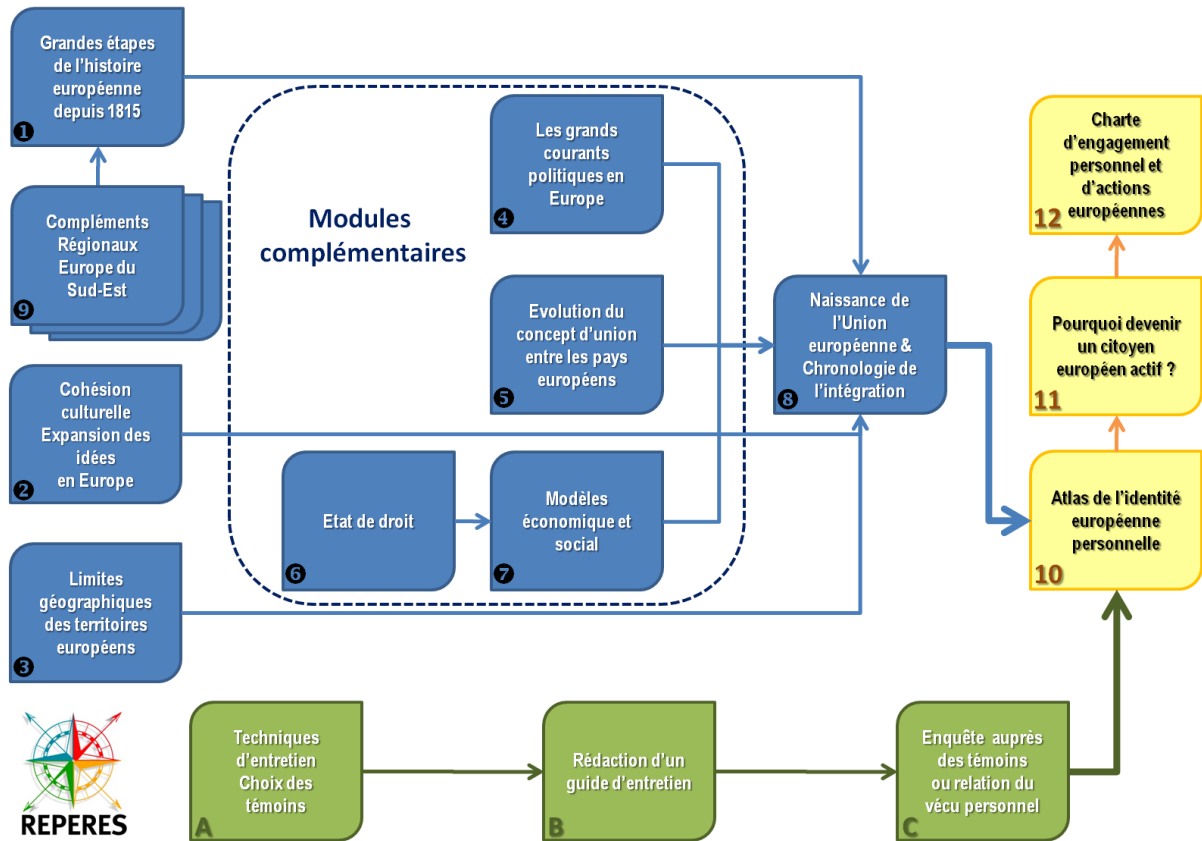 Grandes étapes
de l'histoire
européenne
depuis 1815
1
Compléments
Régionaux
Europe du
Sud-Est
9
Cohésion
culturelle
Expansion des
idées
en Europe
2
Limites
géographiques
des territoires
européens
3
Modules
complémentaires
Les grands
courants
politiques en
Europe
4
Evolution du
concept d'union
entre les pays
européens
5
Etat de droit
6
Modèles
économique et
social
7
Naissance de
l'Union
européenne &
Chronologie de
l'intégration
8
Charte
d'engagement
personnel et
d'actions
européennes
12
Pourquoi devenir
un citoyen
européen actif ?
11
Atlas de l'identité
européenne
personnelle
10
REPERES
Techniques
d'entretien
Choix des
témoins
A
Rédaction d'un
guide d'entretien
B
Enquête auprès
des témoins
ou relation du
vécu personnel
C